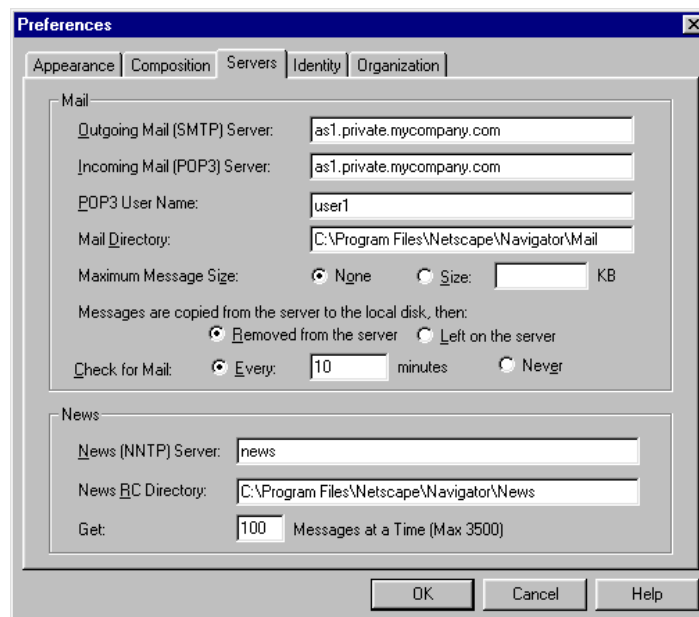 Preferences
Appearance Composition Servers Identity Organization
Mail
Outgoing Mail (SMTP) Server: as1.private.mycompany.com
Incoming Mail (POP3) Server: as1.private.mycompany.com
POP3 User Name: user1
Mail Directory: C:\Program Files\Netscape\Navigator\Mail
Maximum Message Size: None Size: KB
Messages are copied from the server to the local disk, then:
Removed from the server Left on the server
Check for Mail: Every: 10 minutes Never
News
News (NNTP) Server: news
News RC Directory: C:\Program Files\Netscape\Navigator\News
Get: 100 Messages at a Time (Max 3500)
OK Cancel Help